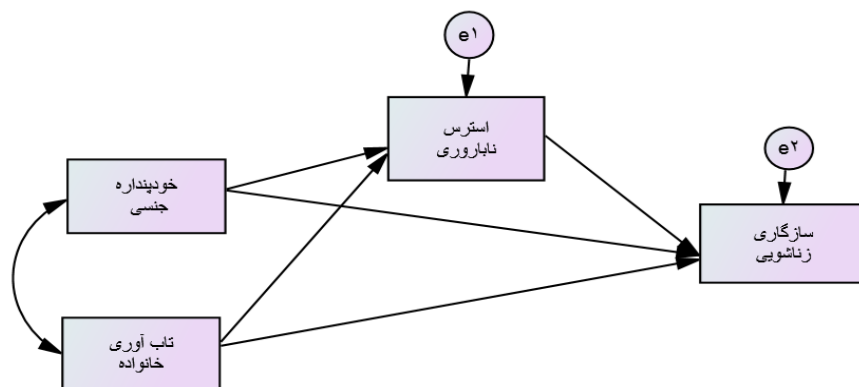 e۱
استرس
ناباروری
e۲
خودپنداره
جنسی
سازگاری
زناشویی
تاب آوری
خانواده